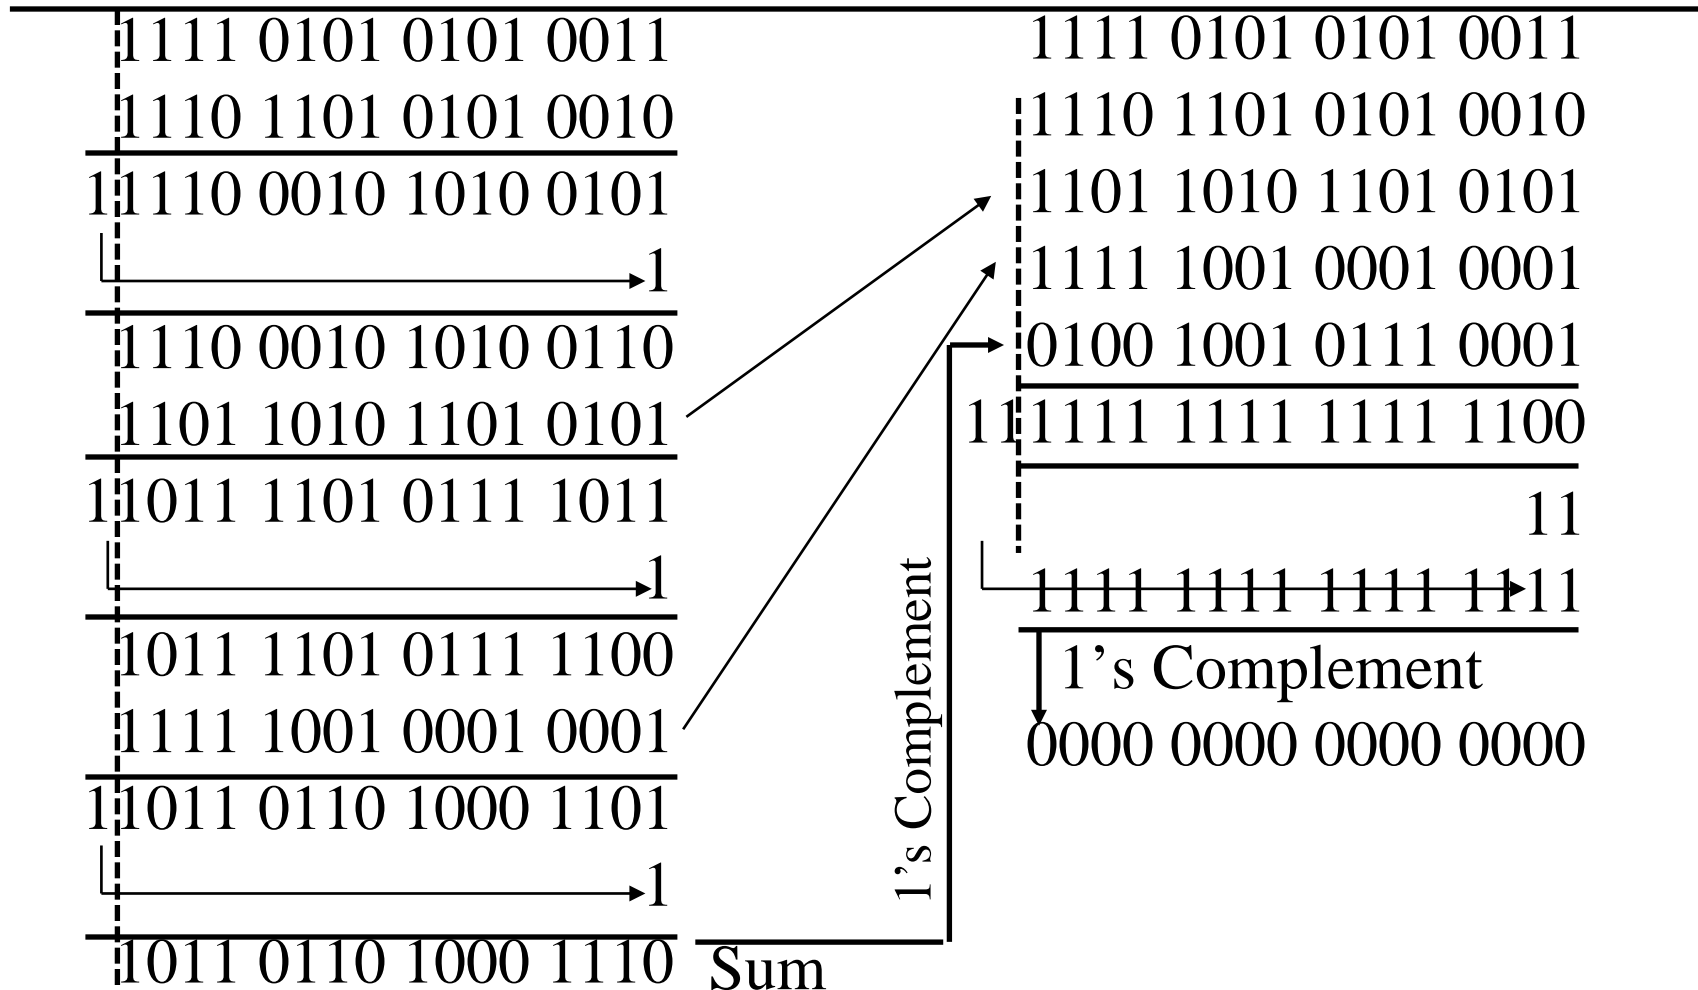 1111 0101 0101 0011
1110 1101 0101 0010
11110 0010 1010 0101
1
1110 0010 1010 0110
1101 1010 1101 0101
11011 1101 0111 1011
1
1011 1101 0111 1100
1111 1001 0001 0001
11011 0110 1000 1101
1
1011 0110 1000 1110
Sum
1's Complement
1111 0101 0101 0011
1110 1101 0101 0010
1101 1010 1101 0101
1111 1001 0001 0001
0100 1001 0111 0001
111111 1111 1111 1100
11
1111 1111 1111 1111
1’s Complement
0000 0000 0000 0000